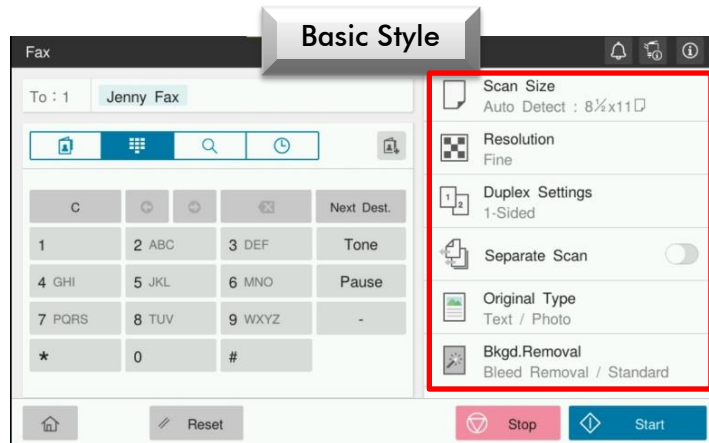 Basic Style
Fax
To : 1 Jenny Fax
C
Next Dest.
1
2 ABC
3 DEF
Tone
4 GHI
5 JKL
6 MNO
Pause
7 PQRS
8 TUV
9 WXYZ
-
*
0
#
Reset
Scan Size
Auto Detect : 8½x11
Resolution
Fine
1 2
Duplex Settings
1-Sided
Separate Scan
Original Type
Text / Photo
Bkgd.Removal
Bleed Removal / Standard
Stop
Start